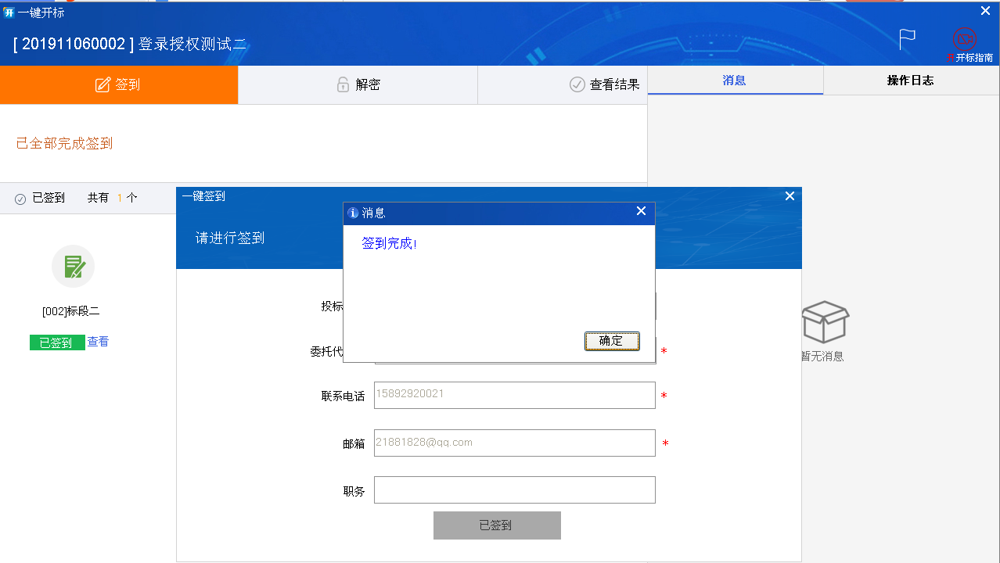 一键开标
[ 201911060002 ] 登录授权测试二
开标指南
签到
解密
查看结果
消息
操作日志
已全部完成签到
已签到 共有 1 个
[002]标段二
已签到 查看
一键签到
请进行签到
消息
签到完成!
确定
投标
委托代
*
联系电话 15892920021 *
邮箱 21881828@qq.com *
职务
已签到
暂无消息